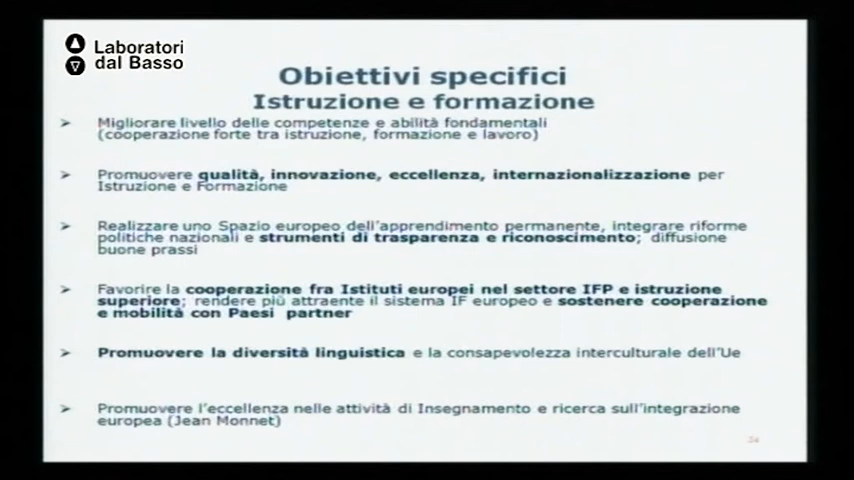 Laboratori
dal Basso
Obiettivi specifici
Istruzione e formazione
➢ Migliorare livello delle competenze e abilità fondamentali
(cooperazione forte tra istruzione, formazione e lavoro)
➢ Promuovere qualità, innovazione, eccellenza, internazionalizzazione per
Istruzione e Formazione
➢ Realizzare uno Spazio europeo dell'apprendimento permanente, integrare riforme
politiche nazionali e strumenti di trasparenza e riconoscimento; diffusione
buone prassi
➢ Favorire la cooperazione fra Istituti europei nel settore IFP e istruzione
superiore; rendere più attraente il sistema IF europeo e sostenere cooperazione
e mobilità con Paesi partner
➢ Promuovere la diversità linguistica e la consapevolezza interculturale dell'Ue
➢ Promuovere l'eccellenza nelle attività di Insegnamento e ricerca sull'integrazione
europea (Jean Monnet)